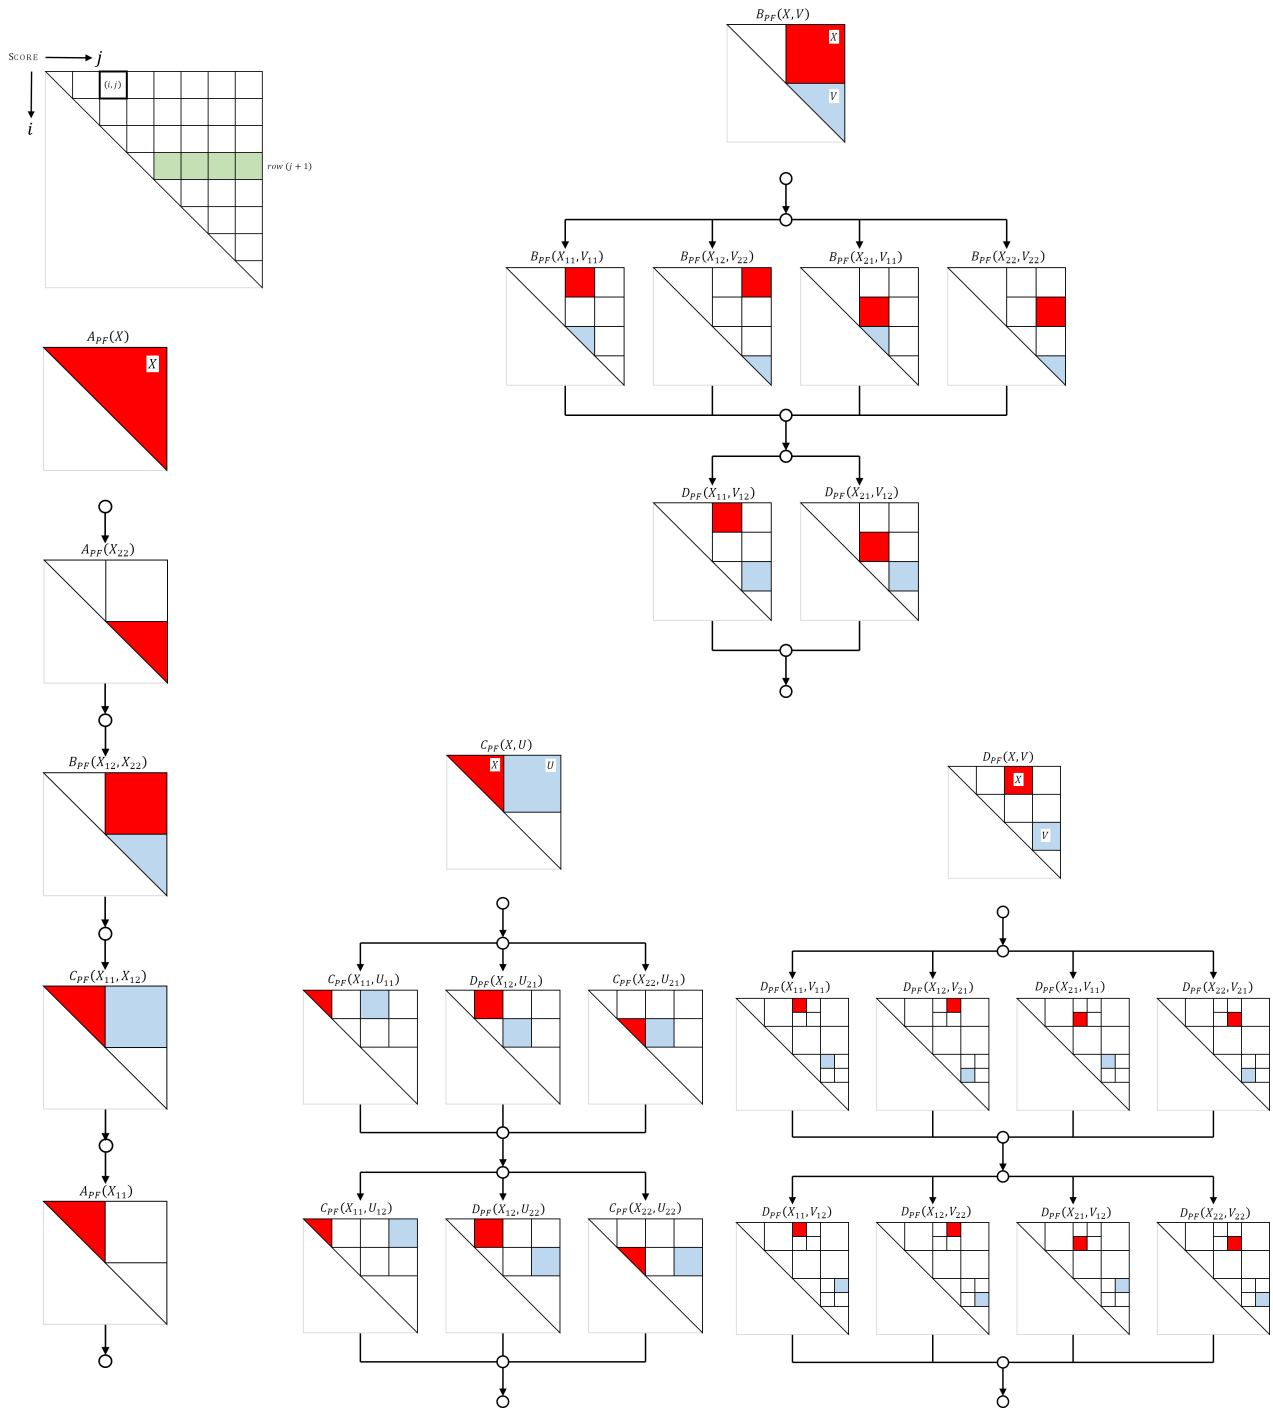 SCORE
j
i
(i,j)
row (j + 1)
A_PF(X)
X
A_PF(X_22)
B_PF(X_12,X_22)
C_PF(X_11,X_12)
A_PF(X_11)
B_PF(X,V)
X
V
B_PF(X_11,V_11)
B_PF(X_12,V_22)
B_PF(X_21,V_11)
B_PF(X_22,V_22)
D_PF(X_11,V_12)
D_PF(X_21,V_12)
C_PF(X,U)
X
U
C_PF(X_11,U_11)
D_PF(X_12,U_21)
C_PF(X_22,U_21)
C_PF(X_11,U_12)
D_PF(X_12,U_22)
C_PF(X_22,U_22)
D_PF(X,V)
X
V
D_PF(X_11,V_11)
D_PF(X_12,V_21)
D_PF(X_21,V_11)
D_PF(X_22,V_21)
D_PF(X_11,V_12)
D_PF(X_12,V_22)
D_PF(X_21,V_12)
D_PF(X_22,V_22)